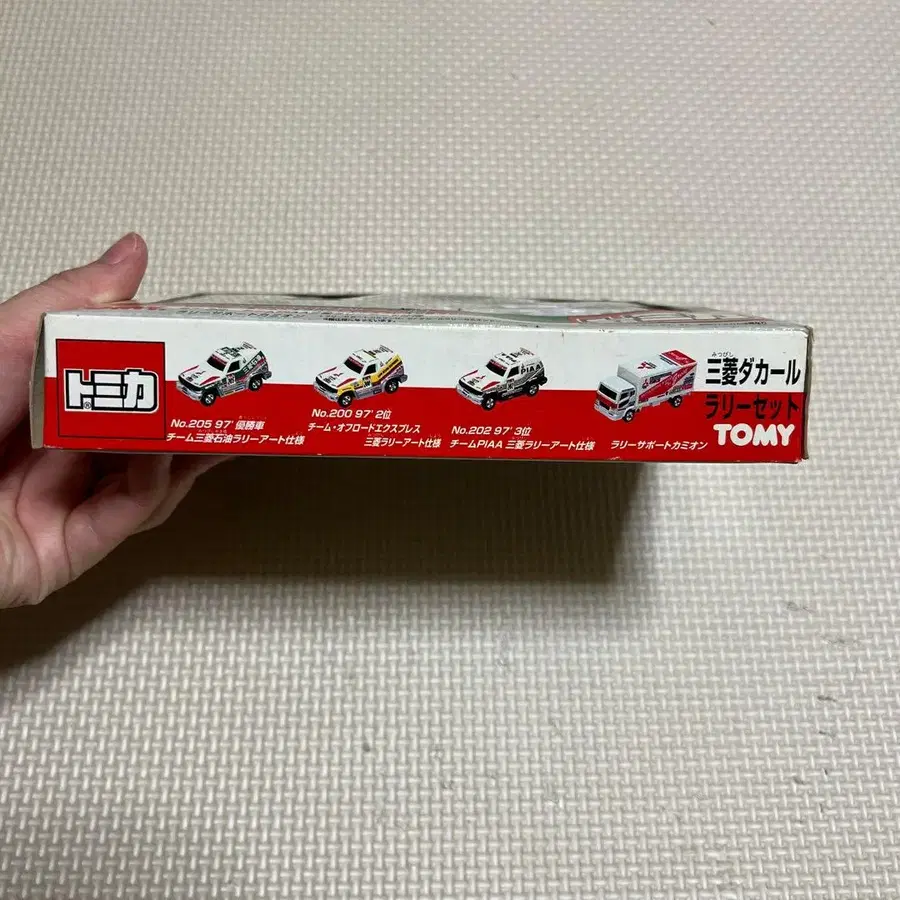 トミカ
®
No.205 97' 優勝車
チーム三菱石油ラリーアート仕様
No.200 97' 2位
チーム・オフロードエクスプレス
三菱ラリーアート仕様
PIAA
No.202 97' 3位
チームPIAA 三菱ラリーアート仕様
ラリーサポートカミオン
みつびし
三菱ダカール
ラリーセット
TOMY